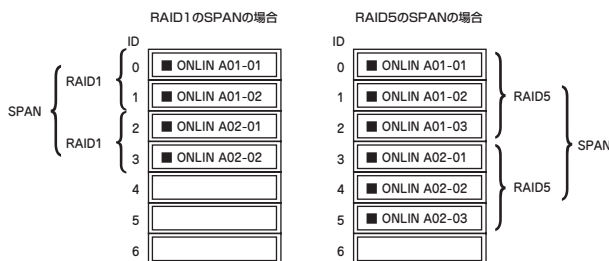 RAID1のSPANの場合
ID
0 ■ ONLIN A01-01
1 ■ ONLIN A01-02
2 ■ ONLIN A02-01
3 ■ ONLIN A02-02
4
5
6
RAID1
RAID1
SPAN
RAID5のSPANの場合
ID
0 ■ ONLIN A01-01
1 ■ ONLIN A01-02
2 ■ ONLIN A01-03
3 ■ ONLIN A02-01
4 ■ ONLIN A02-02
5 ■ ONLIN A02-03
6
RAID5
RAID5
SPAN